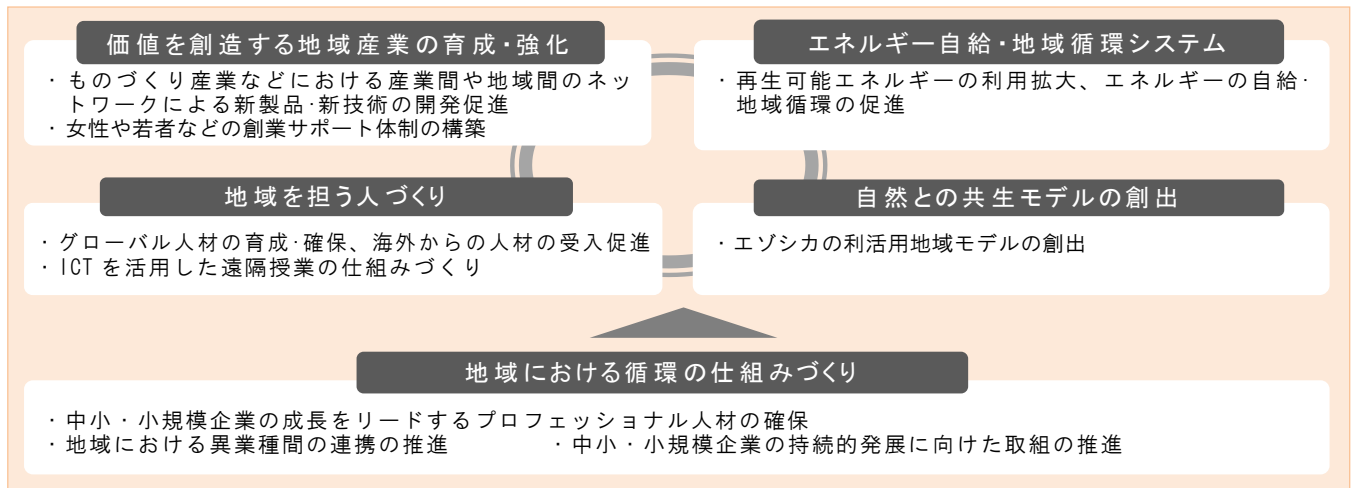 価値を創造する地域産業の育成・強化
・ものづくり産業などにおける産業間や地域間のネッ
トワークによる新製品・新技術の開発促進
・女性や若者などの創業サポート体制の構築
エネルギー自給・地域循環システム
・再生可能エネルギーの利用拡大、エネルギーの自給・
地域循環の促進
地域を担う人づくり
・グローバル人材の育成・確保、海外からの人材の受入促進
・ICTを活用した遠隔授業の仕組みづくり
自然との共生モデルの創出
・エゾシカの利活用地域モデルの創出
地域における循環の仕組みづくり
・中小・小規模企業の成長をリードするプロフェッショナル人材の確保
・地域における異業種間の連携の推進　　　・中小・小規模企業の持続的発展に向けた取組の推進